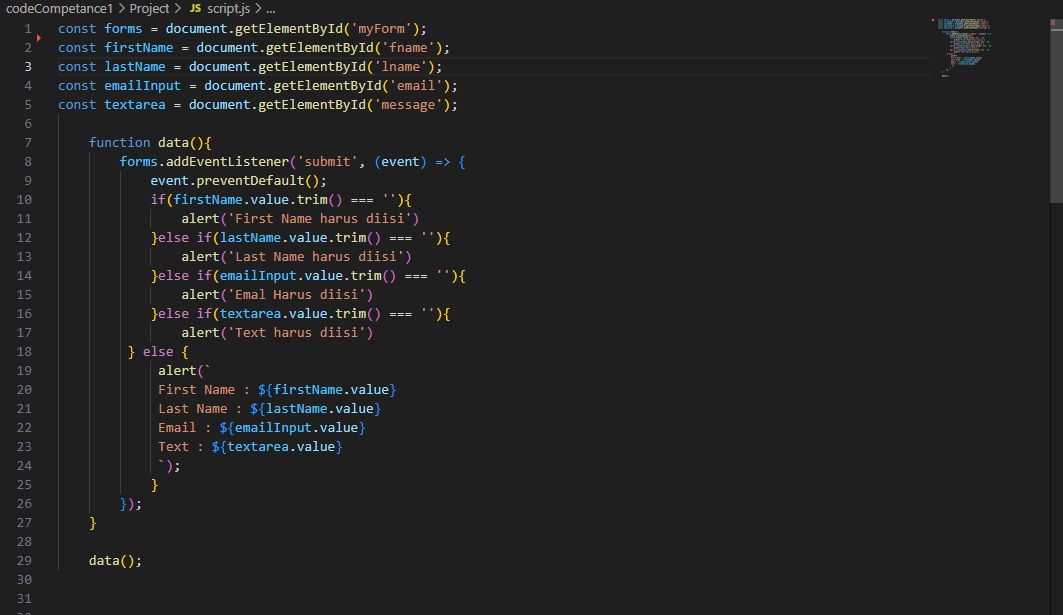 codeCompetance1 > Project > JS script.js > ...
1 const forms = document.getElementById('myForm');
2 const firstName = document.getElementById('fname');
3 const lastName = document.getElementById('lname');
4 const emailInput = document.getElementById('email');
5 const textarea = document.getElementById('message');
6
7 function data(){
8 forms.addEventListener('submit', (event) => {
9 event.preventDefault();
10 if(firstName.value.trim() === ''){
11 alert('First Name harus diisi')
12 }else if(lastName.value.trim() === ''){
13 alert('Last Name harus diisi')
14 }else if(emailInput.value.trim() === ''){
15 alert('Emal Harus diisi')
16 }else if(textarea.value.trim() === ''){
17 alert('Text harus diisi')
18 } else {
19 alert(`
20 First Name : ${firstName.value}
21 Last Name : ${lastName.value}
22 Email : ${emailInput.value}
23 Text : ${textarea.value}
24 `);
25 }
26 });
27 }
28
29 data();
30
31